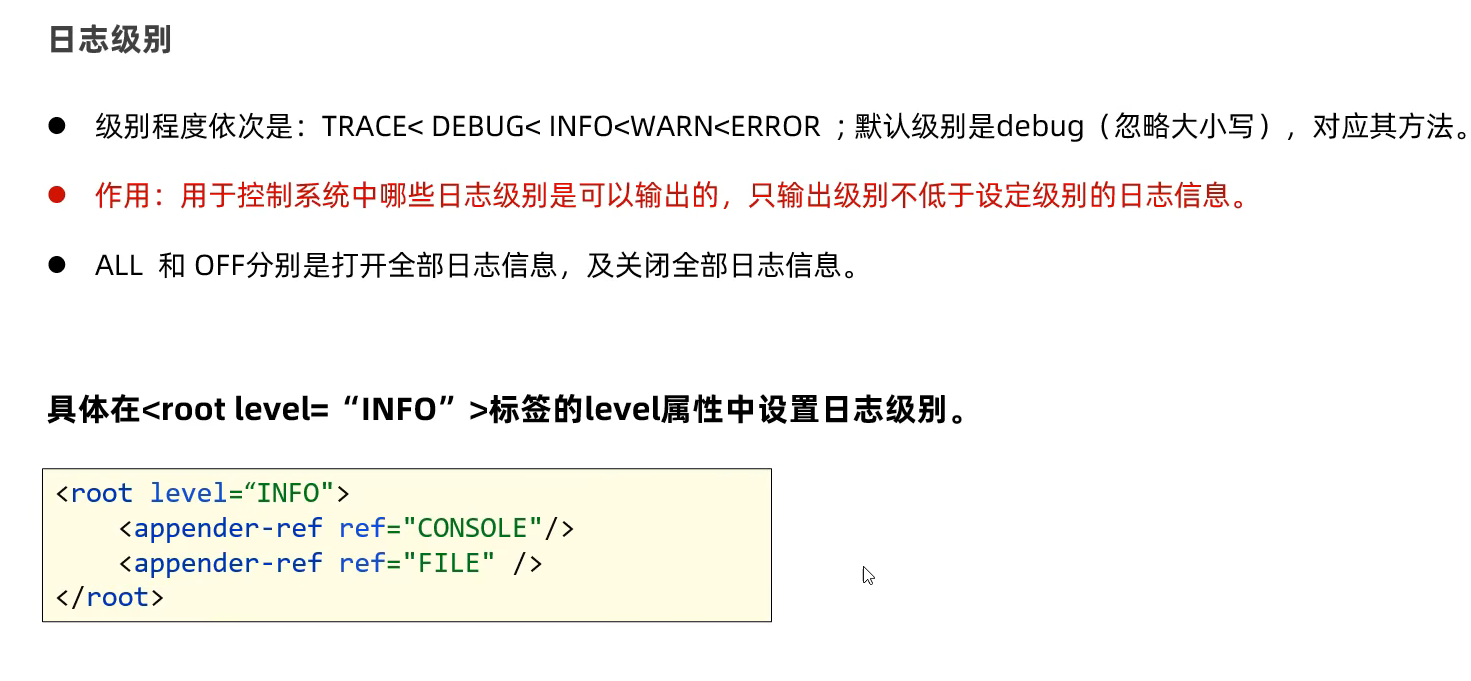 日志级别
● 级别程度依次是：TRACE< DEBUG< INFO<WARN<ERROR ; 默认级别是debug（忽略大小写），对应其方法。
● 作用：用于控制系统中哪些日志级别是可以输出的，只输出级别不低于设定级别的日志信息。
● ALL 和 OFF分别是打开全部日志信息，及关闭全部日志信息。
具体在<root level=“INFO”>标签的level属性中设置日志级别。
<root level=“INFO">
    <appender-ref ref="CONSOLE"/>
    <appender-ref ref="FILE" />
</root>